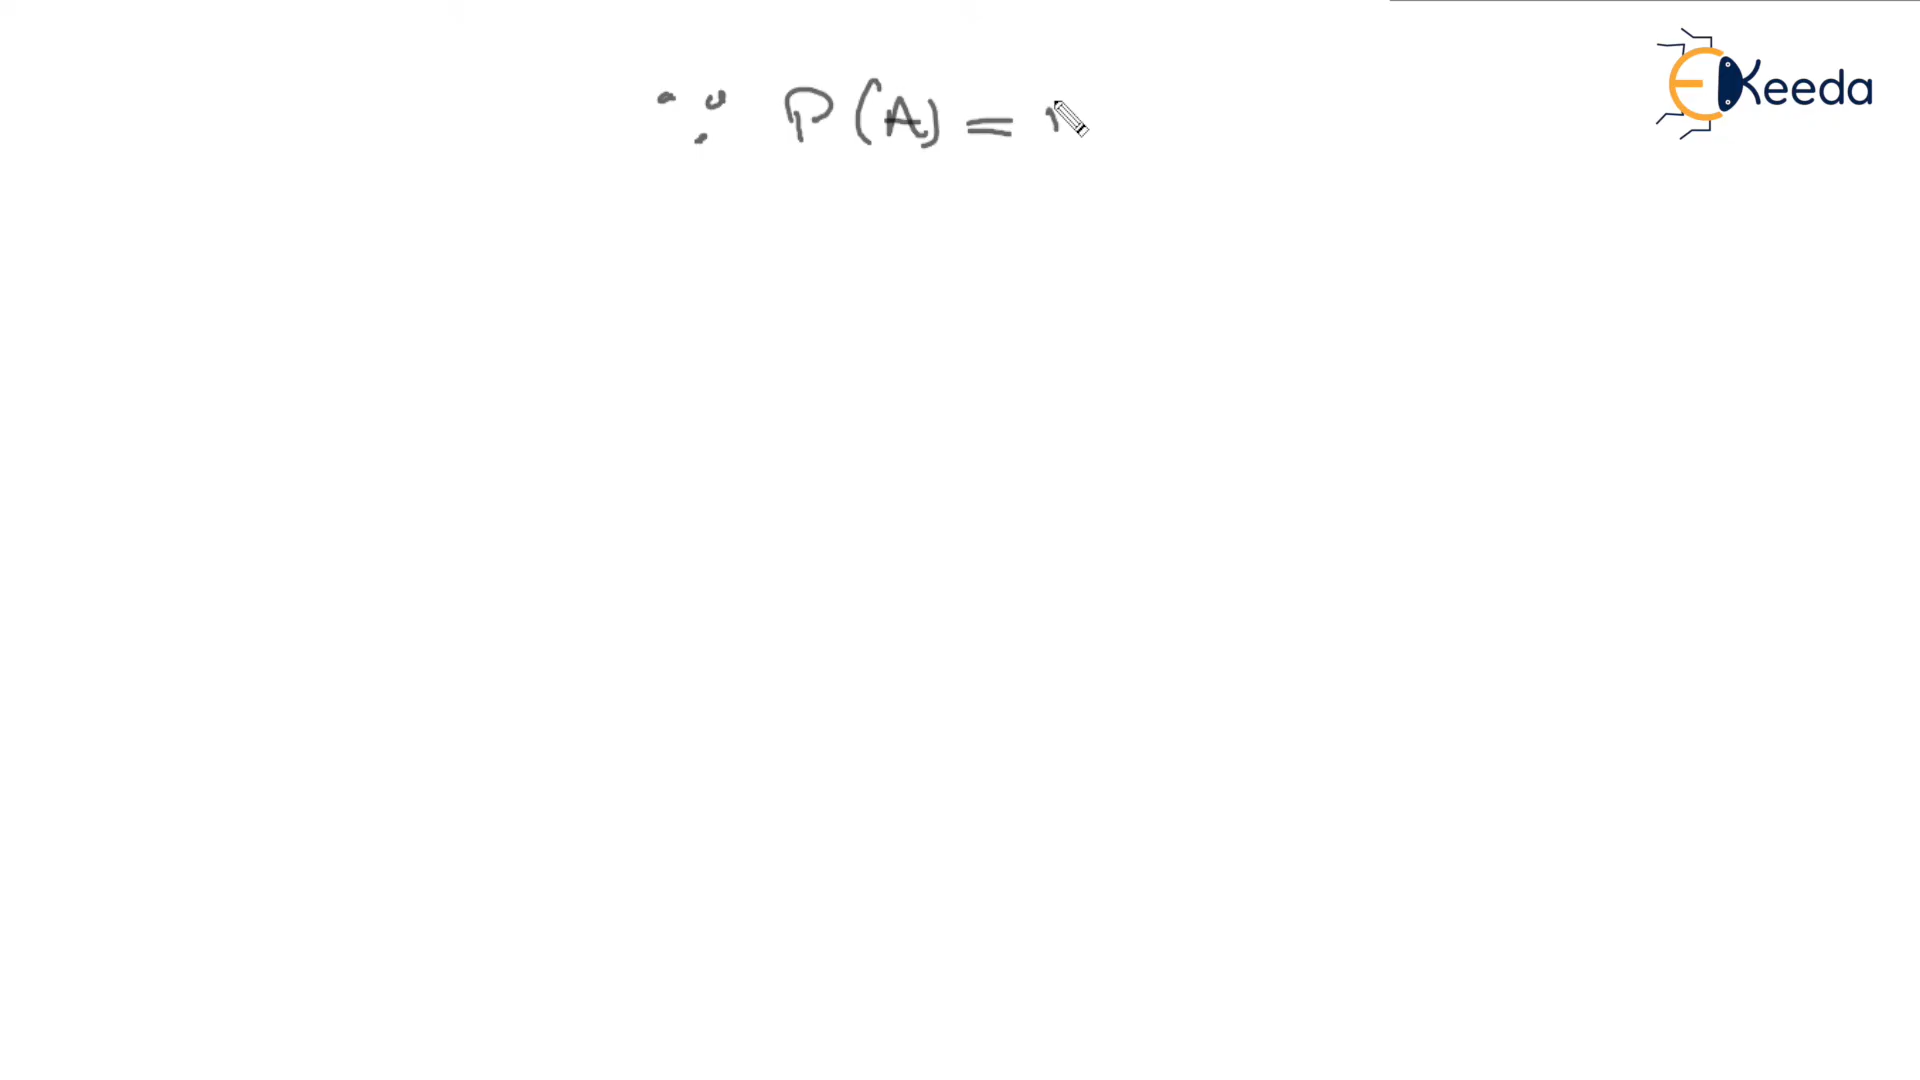 ∵ P(A) =
EKeeda